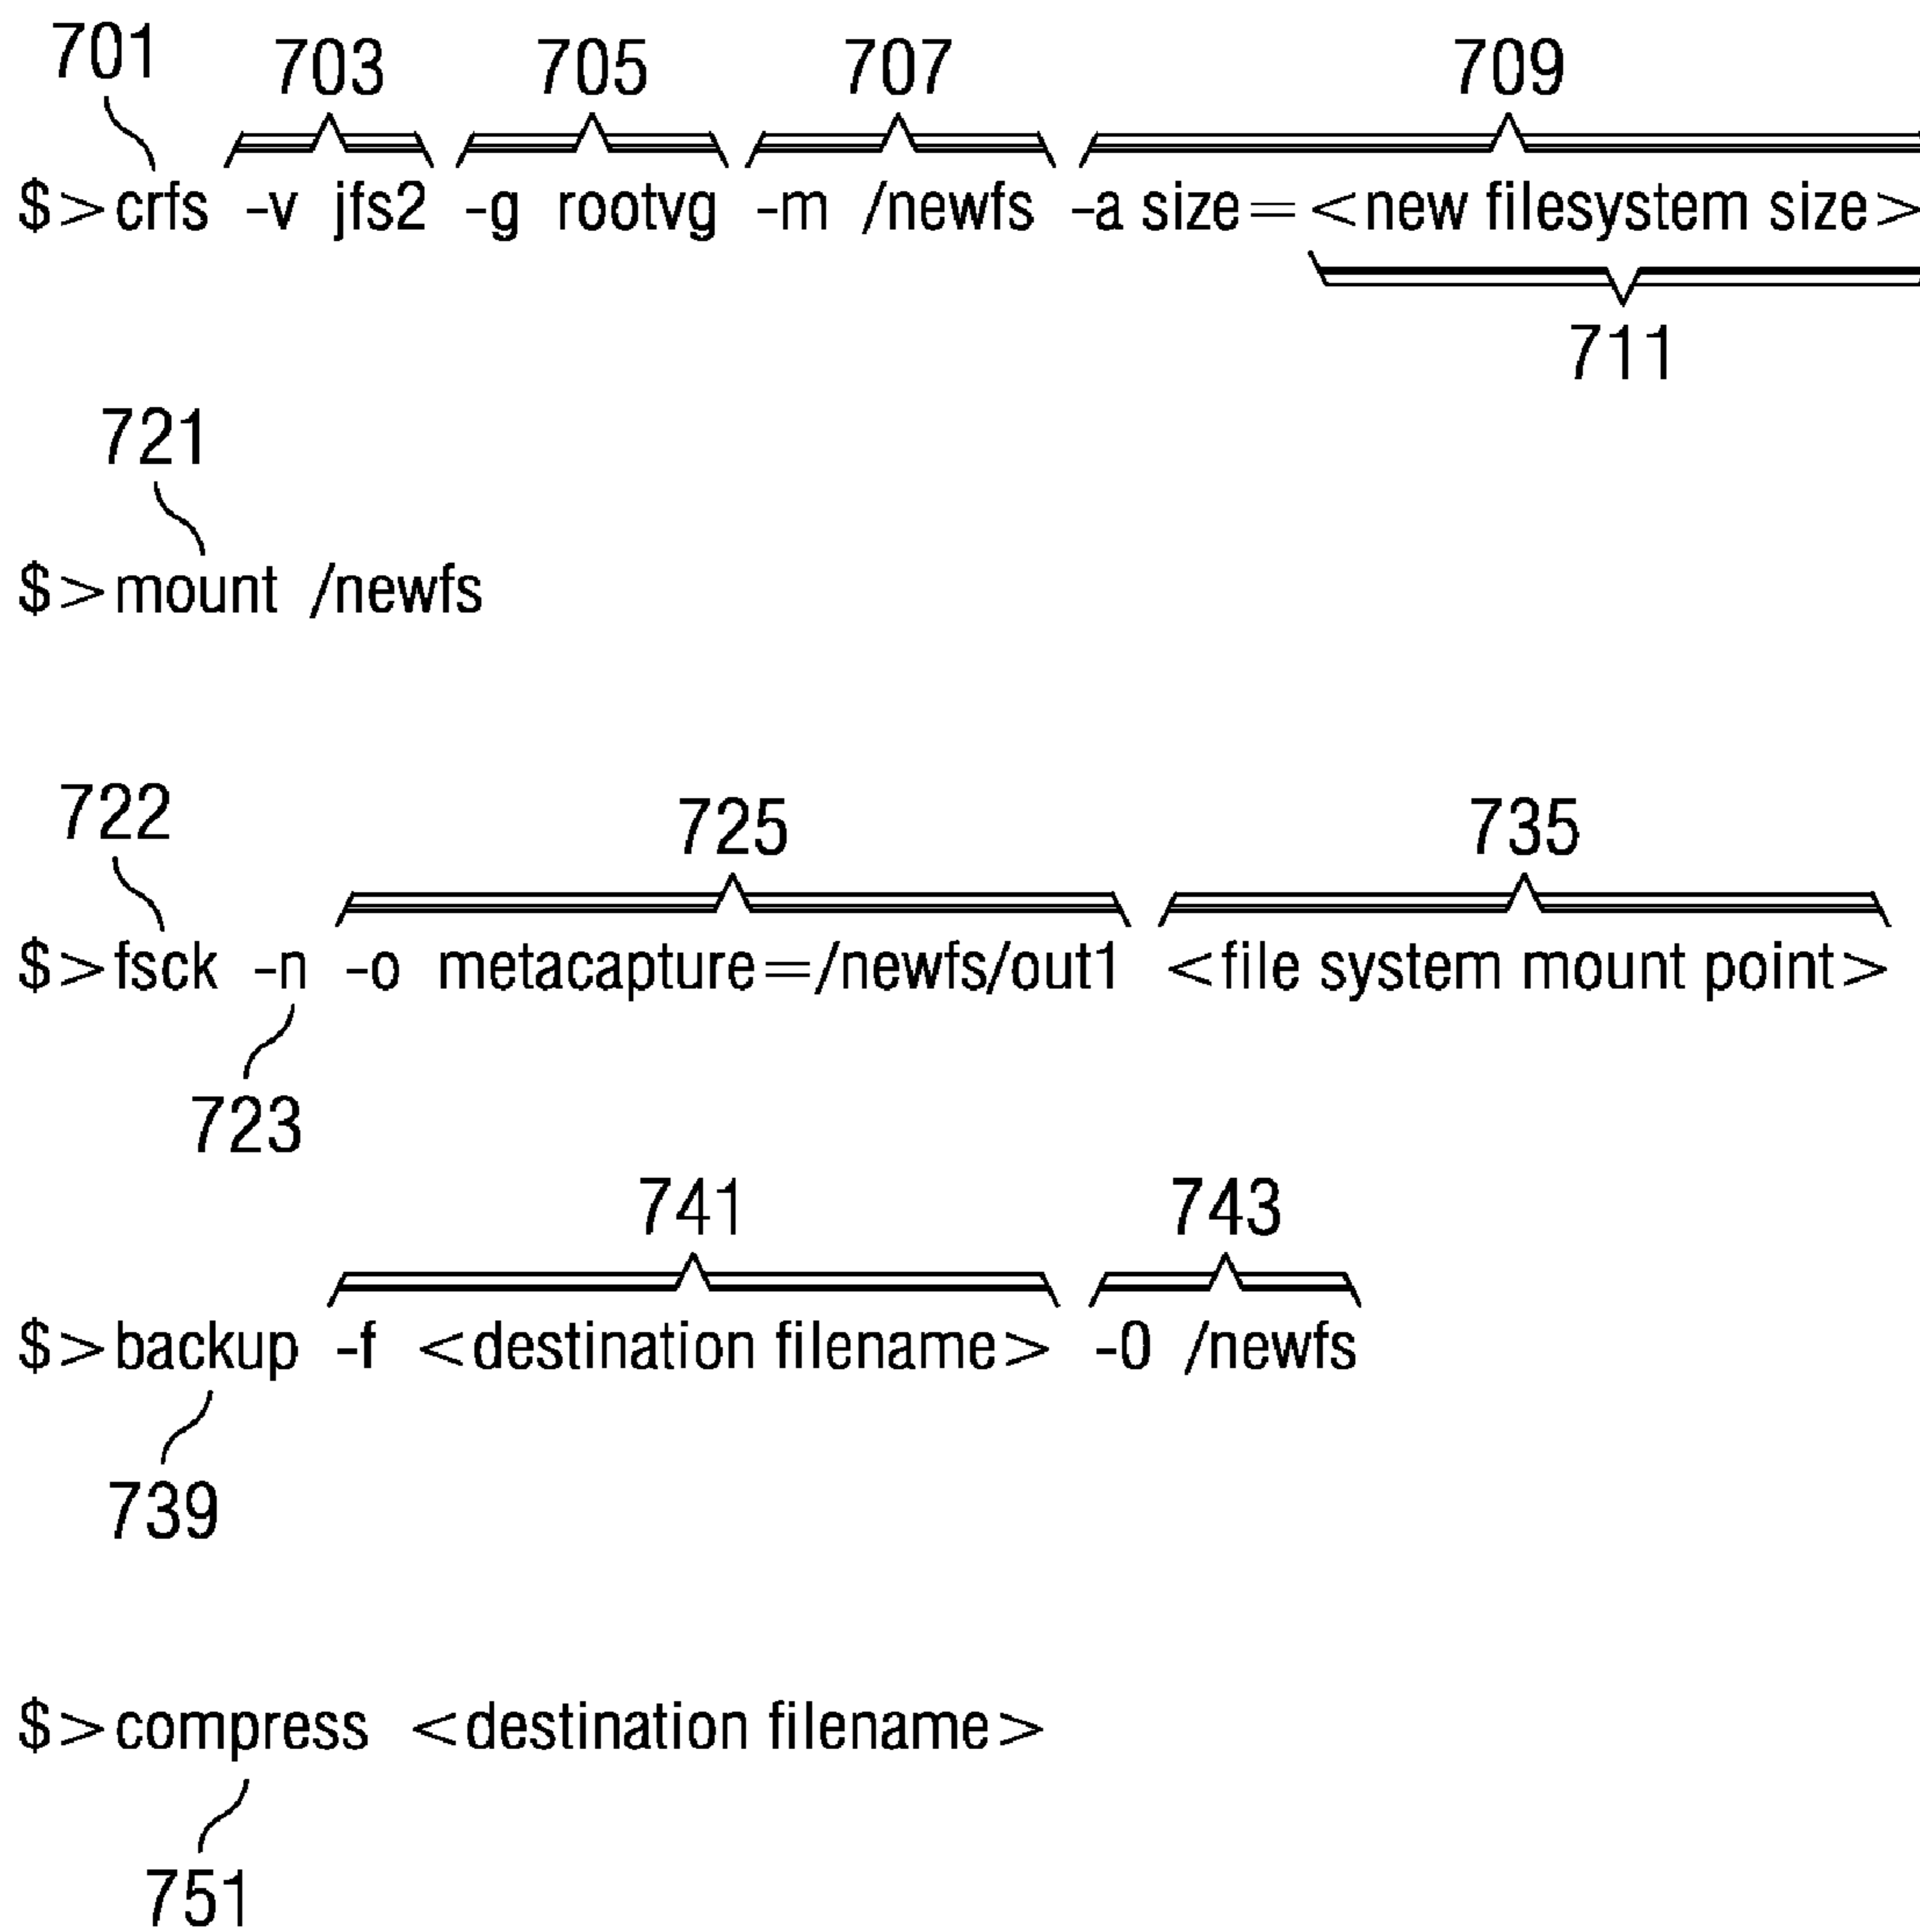 701 703 705 707 709
$>crfs -v jfs2 -g rootvg -m /newfs -a size=<new filesystem size>
711
721
$>mount /newfs
722 725 735
$>fsck -n -o metacapture=/newfs/out1 <file system mount point>
723
741 743
$>backup -f <destination filename> -0 /newfs
739
$>compress <destination filename>
751